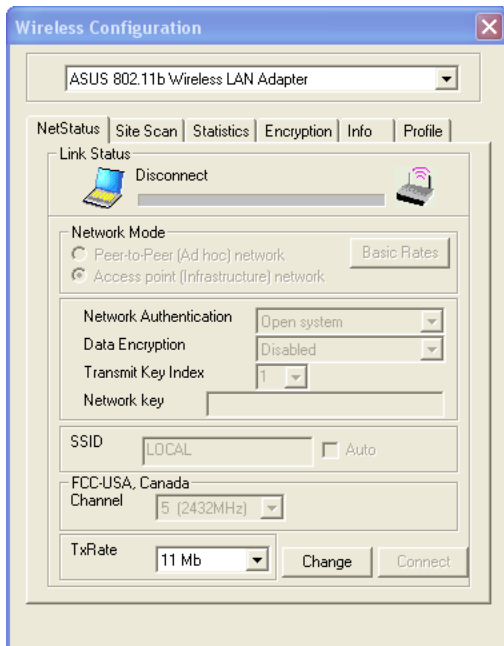 Wireless Configuration
ASUS 802.11b Wireless LAN Adapter
NetStatus Site Scan Statistics Encryption Info Profile
Link Status
Disconnect
Network Mode
Peer-to-Peer (Ad hoc) network
Basic Rates
Access point (Infrastructure) network
Network Authentication Open system
Data Encryption Disabled
Transmit Key Index 1
Network key
SSID LOCAL Auto
FCC-USA, Canada
Channel 5 (2432MHz)
TxRate 11 Mb Change Connect